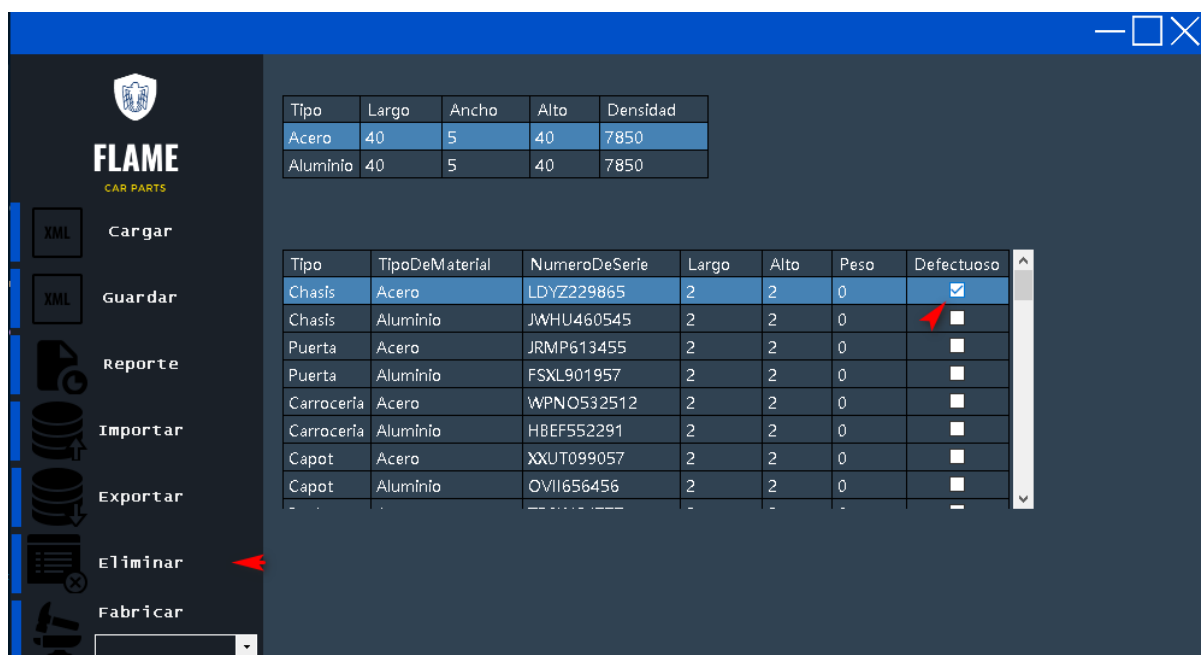 FLAME
CAR PARTS
XML Cargar
XML Guardar
Reporte
Importar
Exportar
Eliminar
Fabricar
Tipo Largo Ancho Alto Densidad
Acero 40 5 40 7850
Aluminio 40 5 40 7850
Tipo TipoDeMaterial NumeroDeSerie Largo Alto Peso Defectuoso
Chasis Acero LDYZ229865 2 2 0
Chasis Aluminio JWHU460545 2 2 0
Puerta Acero JRMP613455 2 2 0
Puerta Aluminio FSXL901957 2 2 0
Carroceria Acero WPNO532512 2 2 0
Carroceria Aluminio HBEF552291 2 2 0
Capot Acero XXUT099057 2 2 0
Capot Aluminio OVII656456 2 2 0